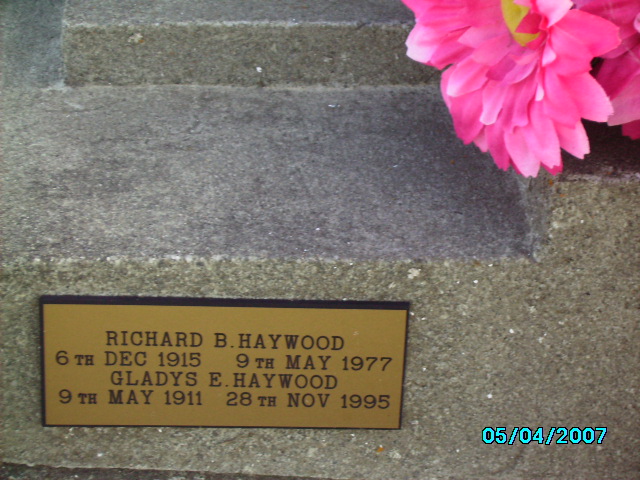 RICHARD B. HAYWOOD
6TH DEC 1915 9TH MAY 1977
GLADYS E. HAYWOOD
9TH MAY 1911 28TH NOV 1995
05/04/2007